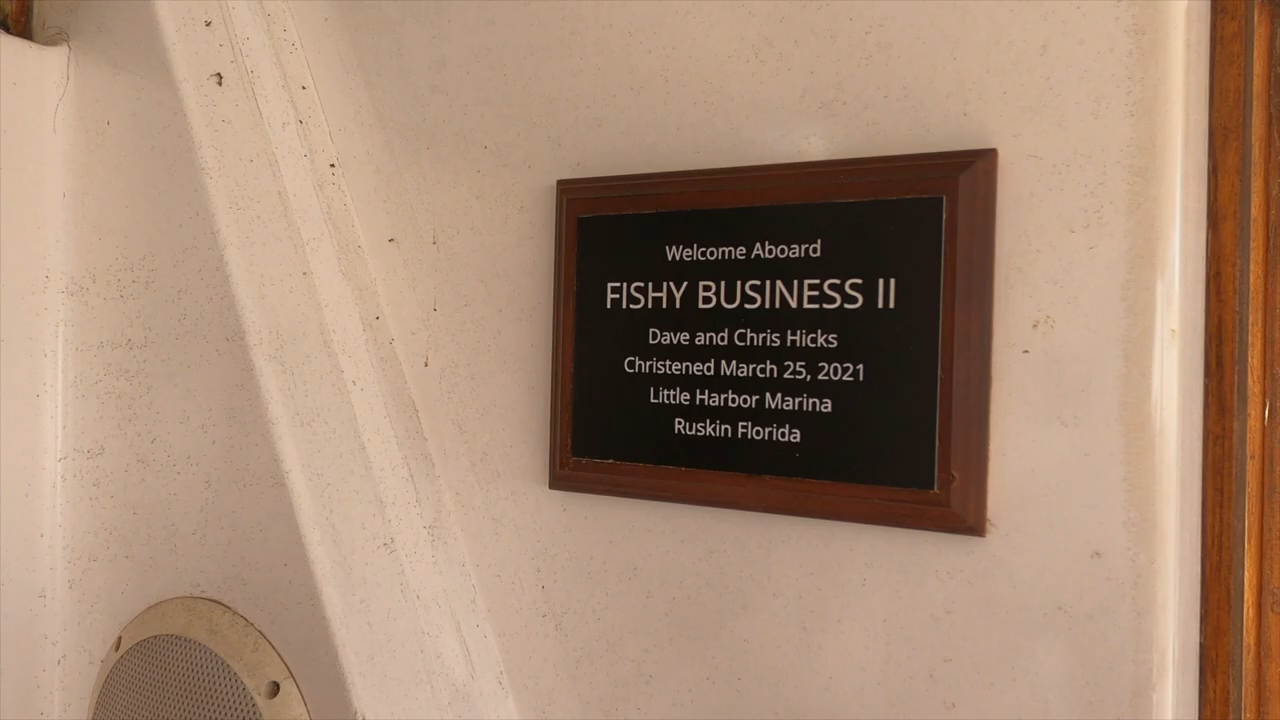 Welcome Aboard
FISHY BUSINESS II
Dave and Chris Hicks
Christened March 25, 2021
Little Harbor Marina
Ruskin Florida